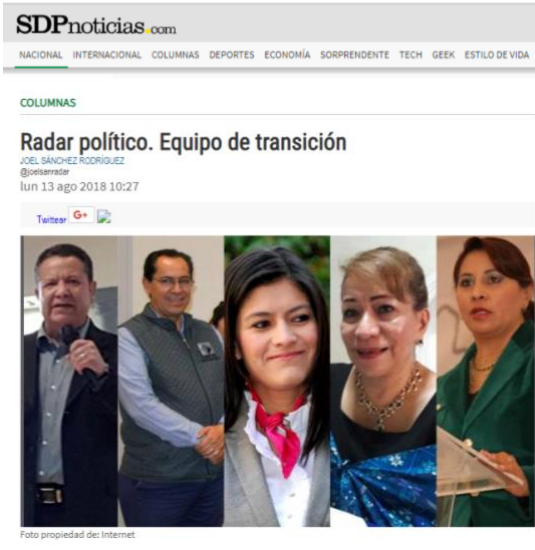 SDPnoticias.com
NACIONAL INTERNACIONAL COLUMNAS DEPORTES ECONOMÍA SORPRENDENTE TECH GEEK ESTILO DE VIDA
COLUMNAS
Radar político. Equipo de transición
JOEL SÁNCHEZ RODRÍGUEZ
@joelsanradar
lun 13 ago 2018 10:27
Twittear G+
Foto propiedad de: Internet